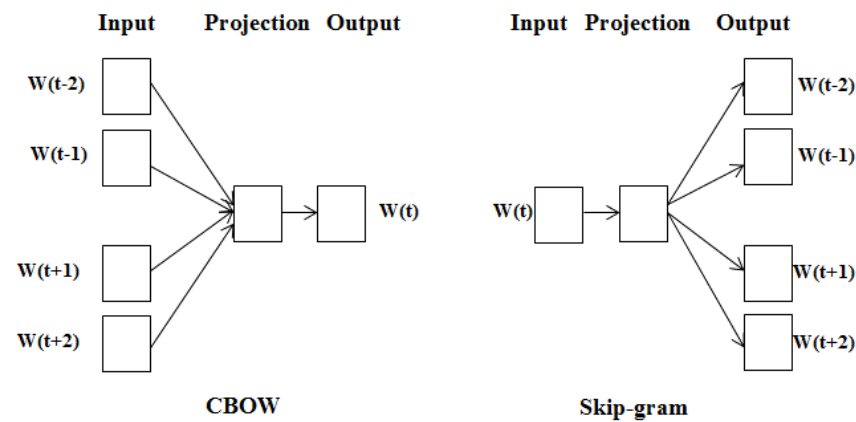 Input Projection Output
W(t-2)
W(t-1)
W(t)
W(t+1)
W(t+2)
CBOW
Input Projection Output
W(t-2)
W(t-1)
W(t)
W(t+1)
W(t+2)
Skip-gram